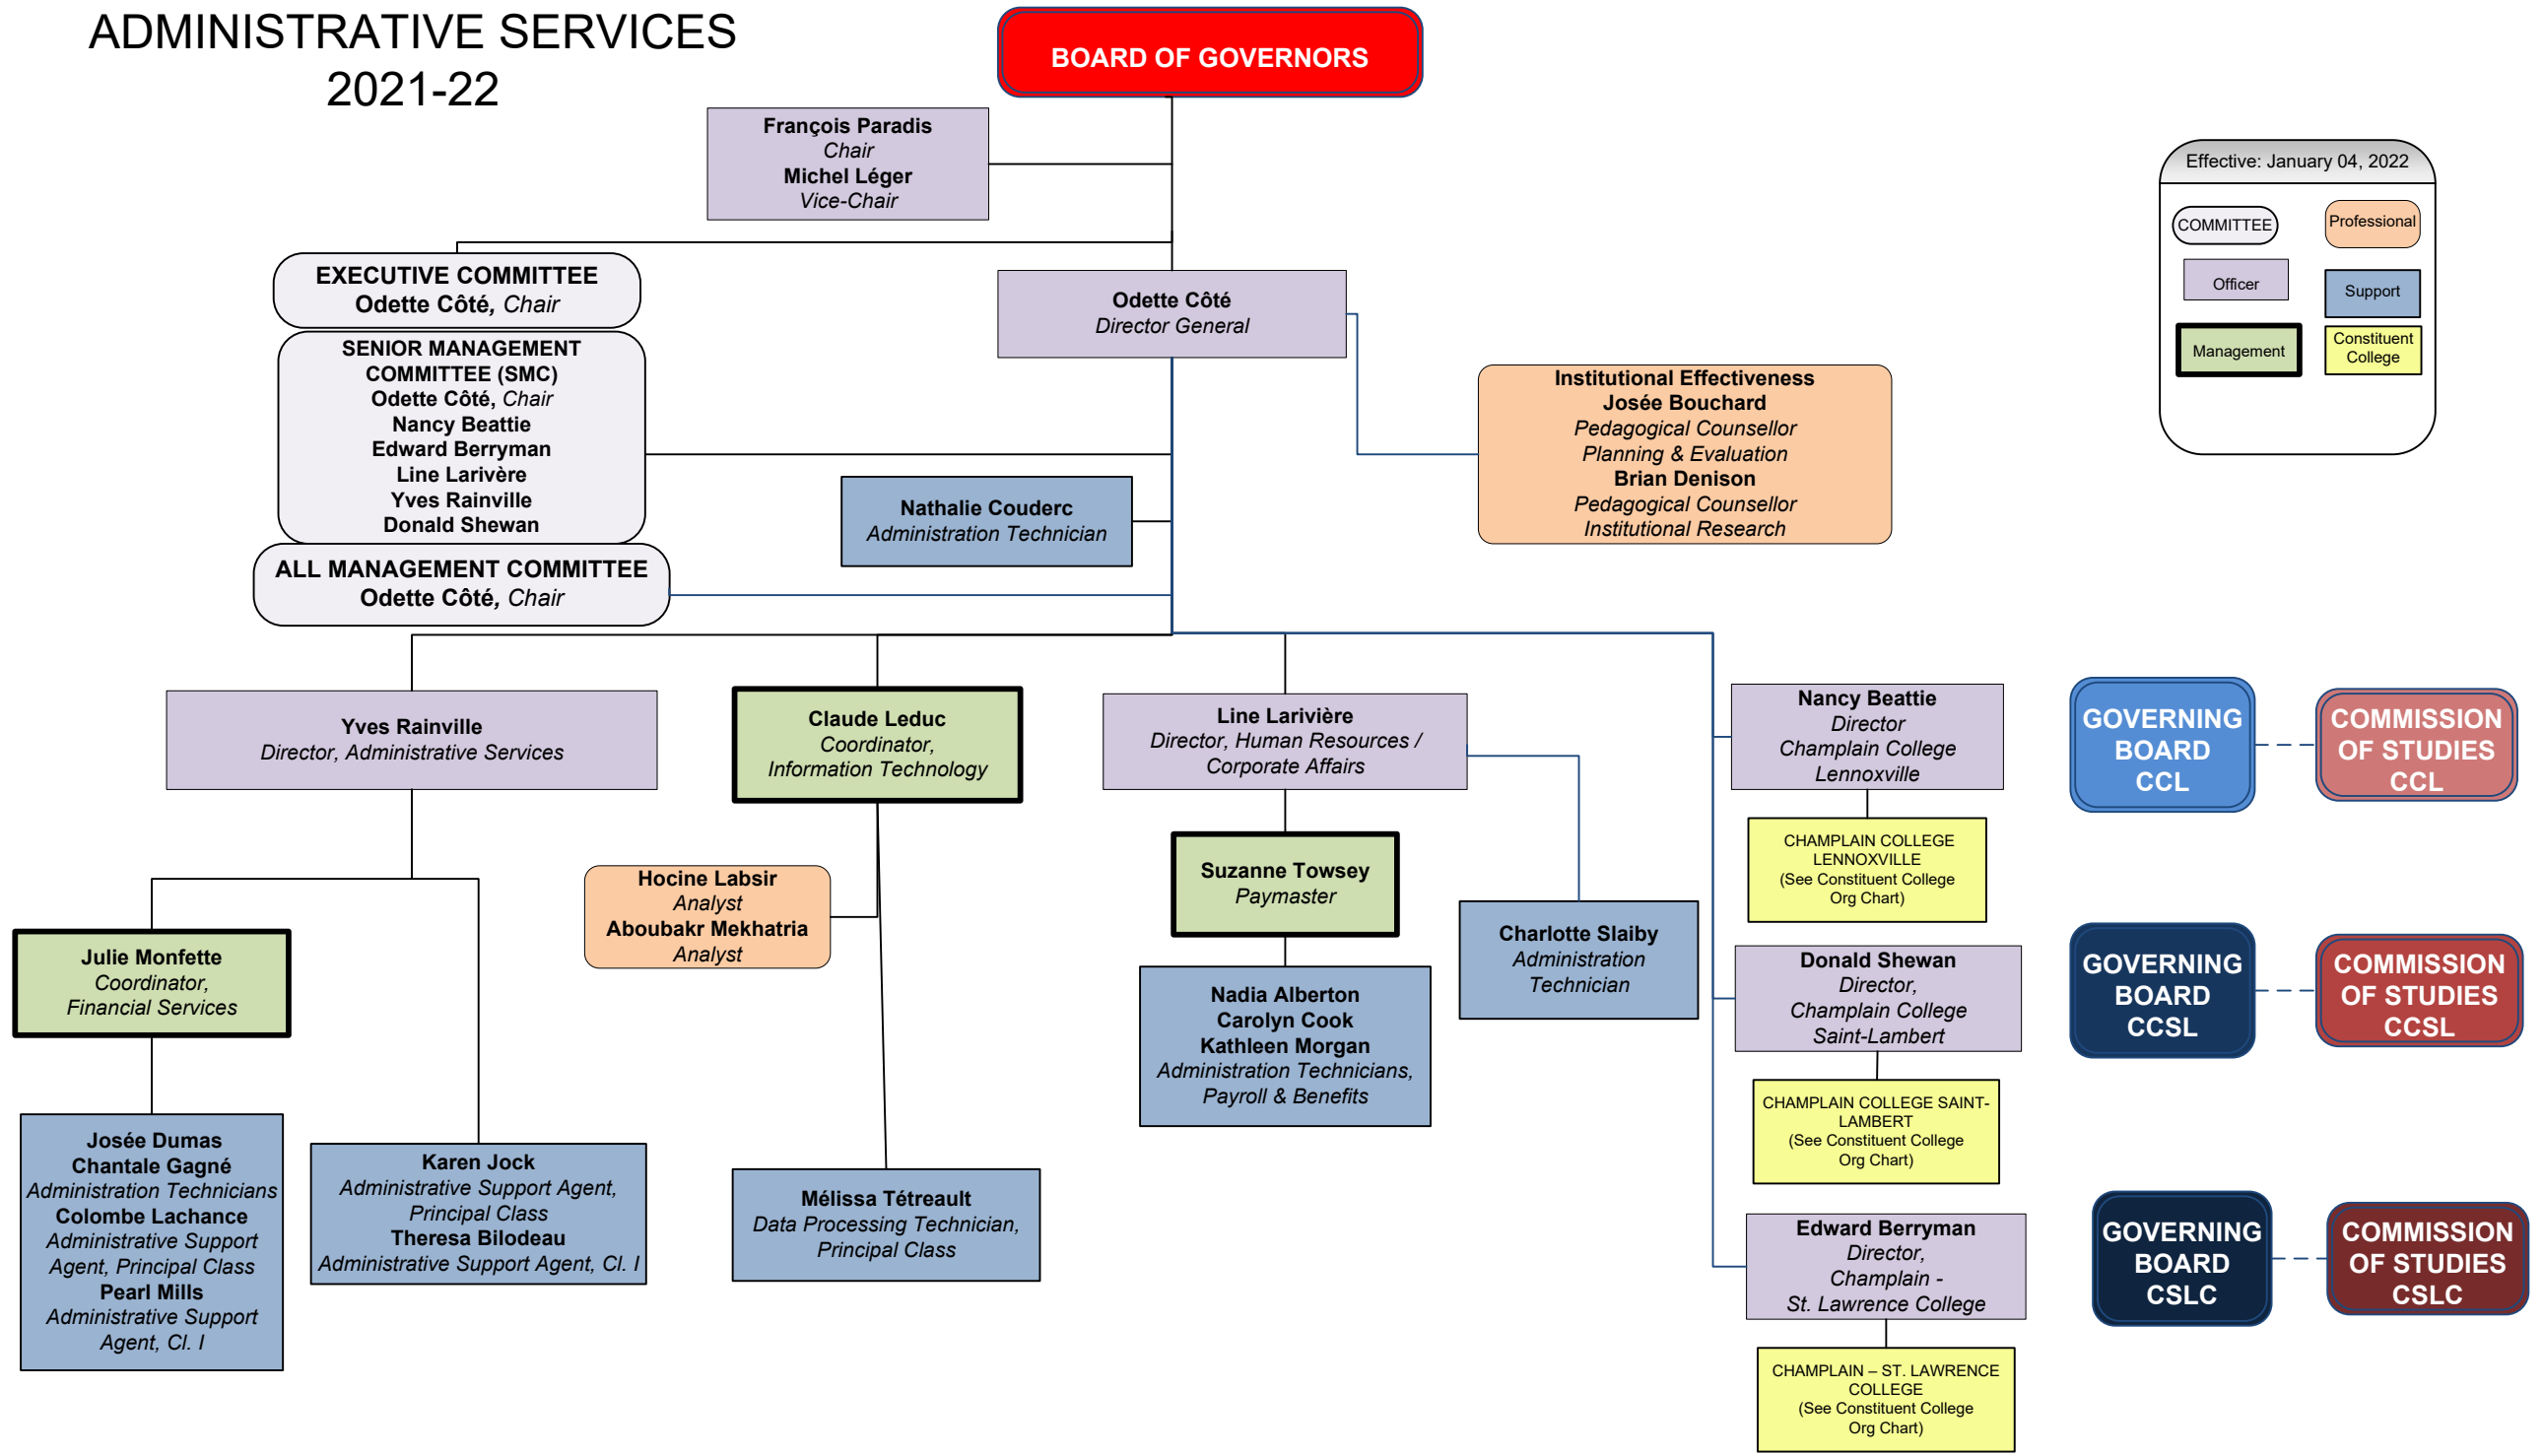 ADMINISTRATIVE SERVICES
2021-22
BOARD OF GOVERNORS
François Paradis
Chair
Michel Léger
Vice-Chair
Effective: January 04, 2022
COMMITTEE
Professional
Officer
Support
Management
Constituent
College
EXECUTIVE COMMITTEE
Odette Côté, Chair
Odette Côté
Director General
SENIOR MANAGEMENT
COMMITTEE (SMC)
Odette Côté, Chair
Nancy Beattie
Edward Berryman
Line Larivère
Yves Rainville
Donald Shewan
Institutional Effectiveness
Josée Bouchard
Pedagogical Counsellor
Planning & Evaluation
Brian Denison
Pedagogical Counsellor
Institutional Research
Nathalie Couderc
Administration Technician
ALL MANAGEMENT COMMITTEE
Odette Côté, Chair
Yves Rainville
Director, Administrative Services
Claude Leduc
Coordinator,
Information Technology
Line Larivière
Director, Human Resources /
Corporate Affairs
Nancy Beattie
Director
Champlain College
Lennoxville
GOVERNING
BOARD
CCL
COMMISSION
OF STUDIES
CCL
CHAMPLAIN COLLEGE
LENNOXVILLE
(See Constituent College
Org Chart)
Hocine Labsir
Analyst
Aboubakr Mekhatria
Analyst
Suzanne Towsey
Paymaster
Charlotte Slaiby
Administration
Technician
Julie Monfette
Coordinator,
Financial Services
Nadia Alberton
Carolyn Cook
Kathleen Morgan
Administration Technicians,
Payroll & Benefits
Donald Shewan
Director,
Champlain College
Saint-Lambert
GOVERNING
BOARD
CCSL
COMMISSION
OF STUDIES
CCSL
CHAMPLAIN COLLEGE SAINT-
LAMBERT
(See Constituent College
Org Chart)
Josée Dumas
Chantale Gagné
Administration Technicians
Colombe Lachance
Administrative Support
Agent, Principal Class
Pearl Mills
Administrative Support
Agent, Cl. I
Karen Jock
Administrative Support Agent,
Principal Class
Theresa Bilodeau
Administrative Support Agent, Cl. I
Mélissa Tétreault
Data Processing Technician,
Principal Class
Edward Berryman
Director,
Champlain -
St. Lawrence College
GOVERNING
BOARD
CSLC
COMMISSION
OF STUDIES
CSLC
CHAMPLAIN – ST. LAWRENCE
COLLEGE
(See Constituent College
Org Chart)